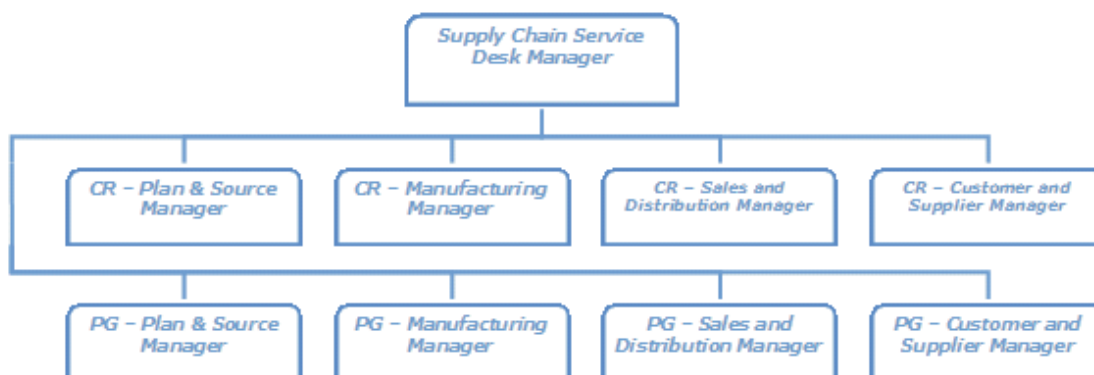 Supply Chain Service
Desk Manager
CR – Plan & Source
Manager
CR – Manufacturing
Manager
CR – Sales and
Distribution Manager
CR – Customer and
Supplier Manager
PG – Plan & Source
Manager
PG – Manufacturing
Manager
PG – Sales and
Distribution Manager
PG – Customer and
Supplier Manager